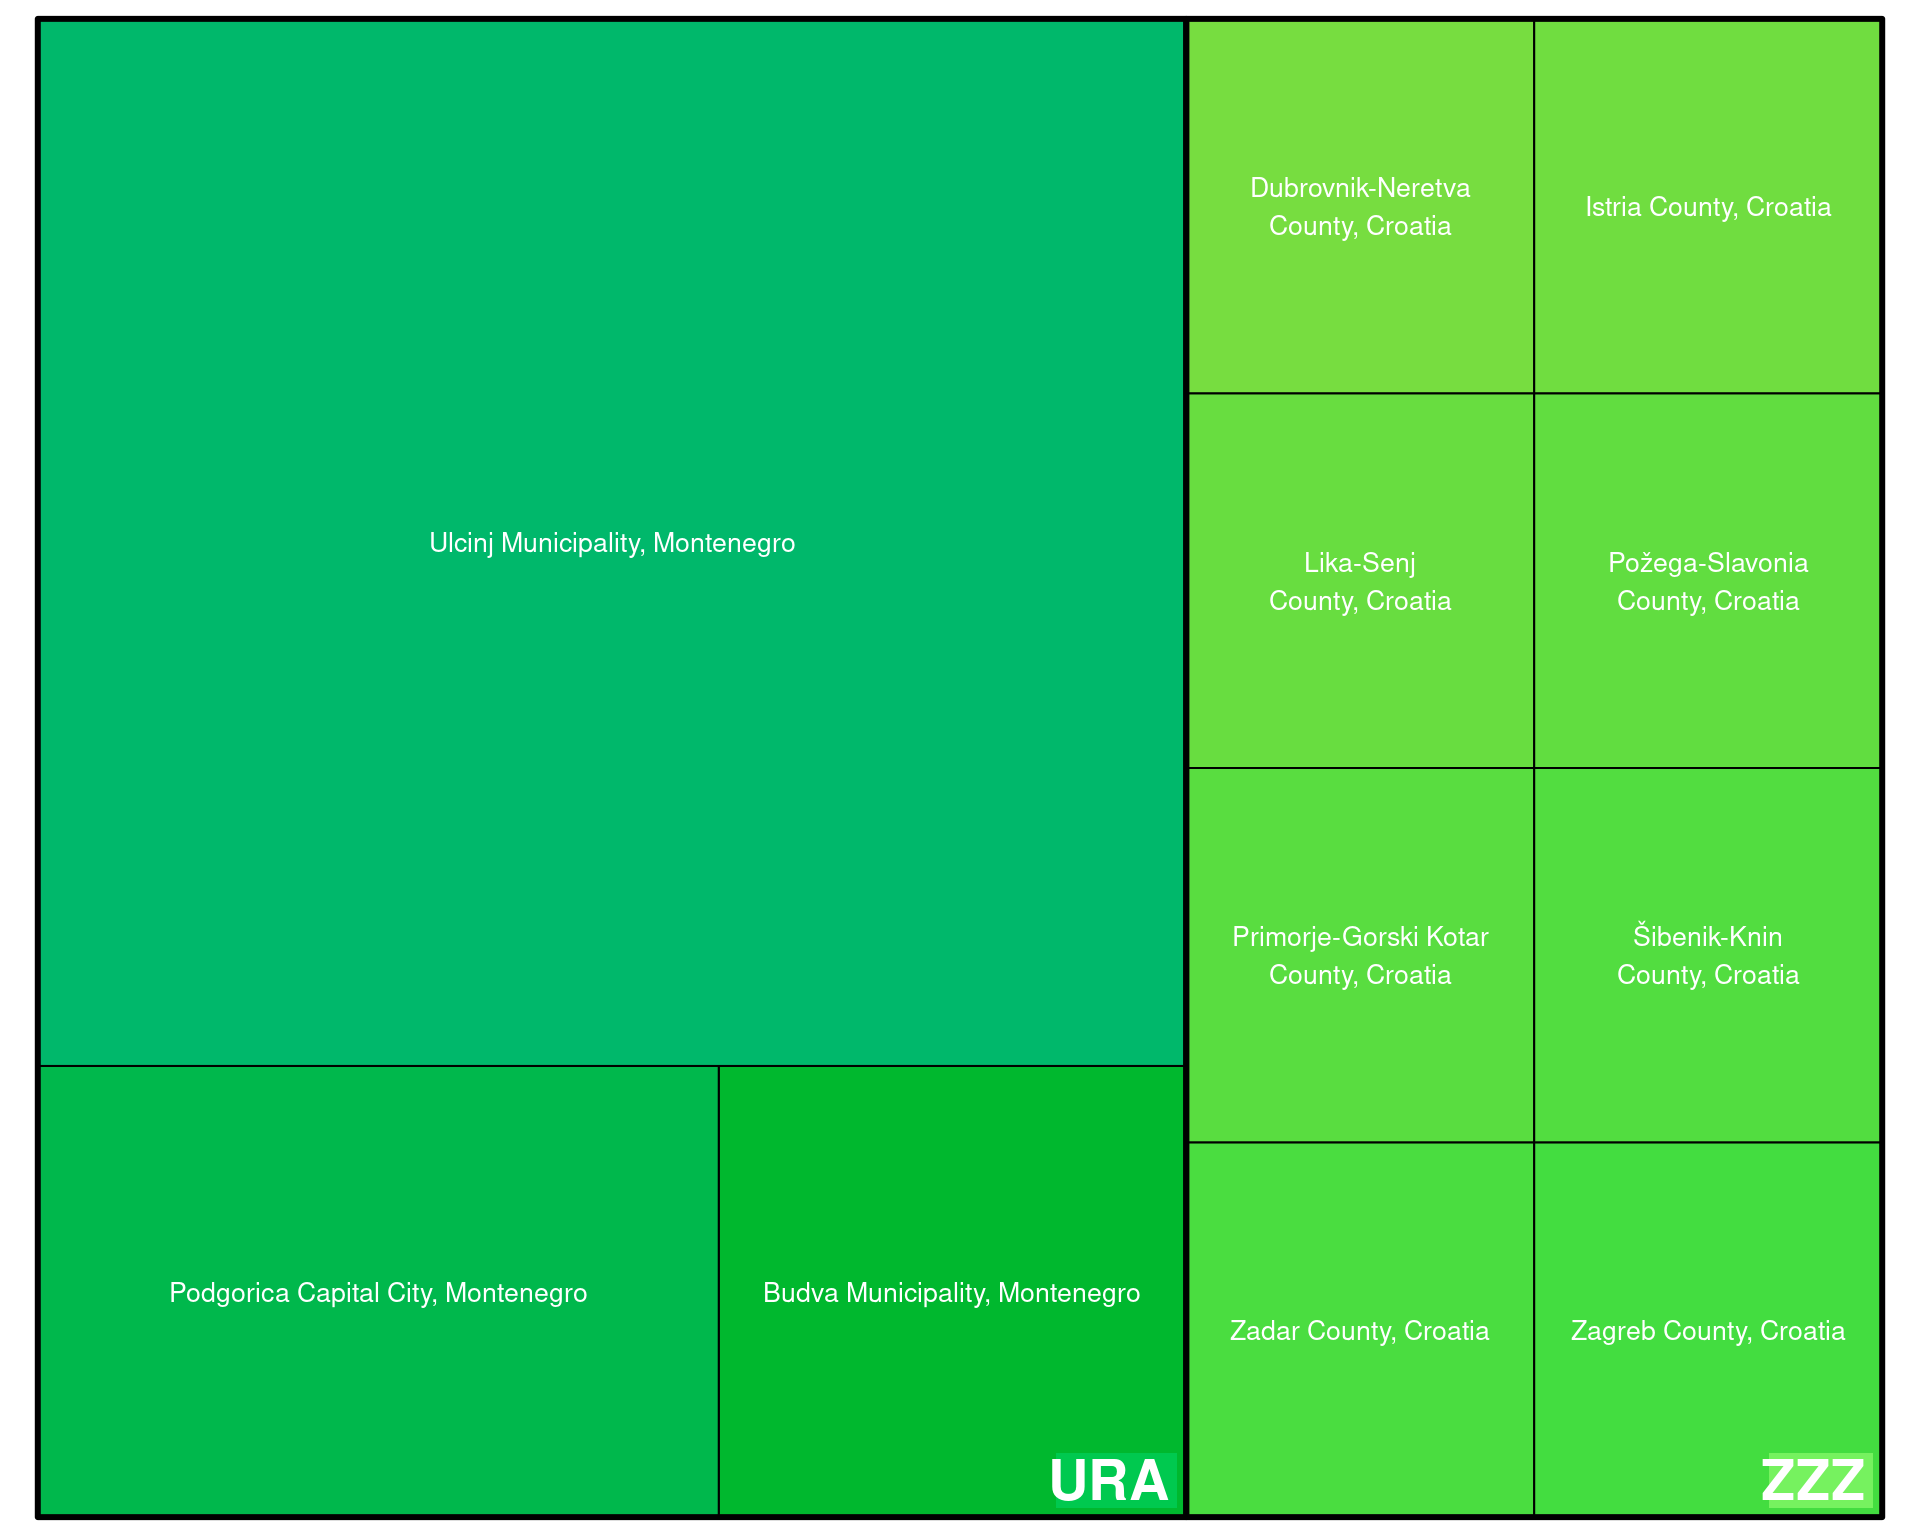 Ulcinj Municipality, Montenegro
Podgorica Capital City, Montenegro
Budva Municipality, Montenegro
URA
Dubrovnik-Neretva
County, Croatia
Istria County, Croatia
Lika-Senj
County, Croatia
Požega-Slavonia
County, Croatia
Primorje-Gorski Kotar
County, Croatia
Šibenik-Knin
County, Croatia
Zadar County, Croatia
Zagreb County, Croatia
ZZZ